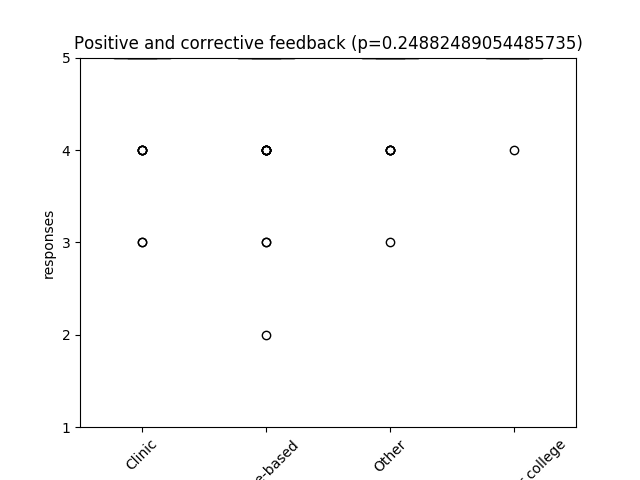 Positive and corrective feedback (p=0.24882489054485735)
5
4
3
2
1
responses
Clinic
e-based
Other
college